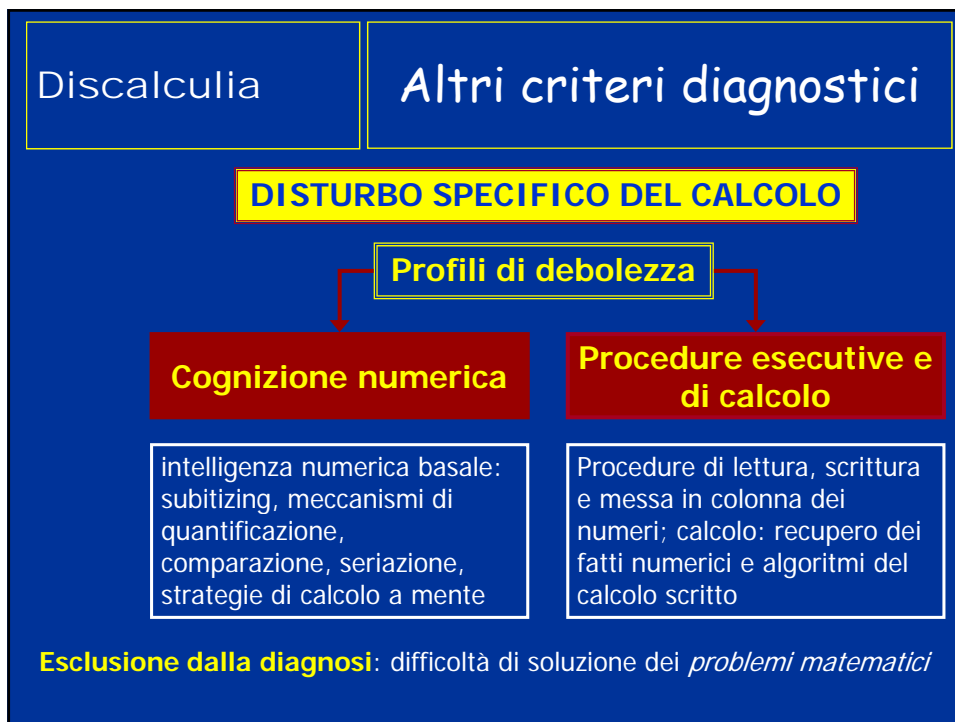 Discalculia
Altri criteri diagnostici
DISTURBO SPECIFICO DEL CALCOLO
Profili di debolezza
Cognizione numerica
intelligenza numerica basale:
subitizing, meccanismi di
quantificazione,
comparazione, seriazione,
strategie di calcolo a mente
Procedure esecutive e
di calcolo
Procedure di lettura, scrittura
e messa in colonna dei
numeri; calcolo: recupero dei
fatti numerici e algoritmi del
calcolo scritto
Esclusione dalla diagnosi: difficoltà di soluzione dei problemi matematici